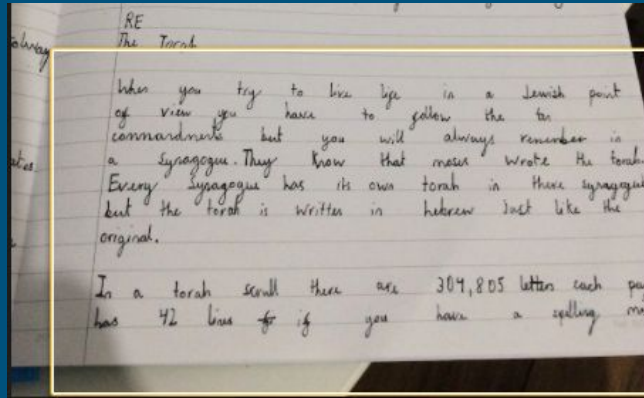 RE
The Torah
When you try to live life in a Jewish point
of view you have to follow the ten
commandments but you will always remember in
a Synagogue. They know that moses wrote the torah
Every Synagogue has its own torah in there synagogue
but the torah is written in hebrew Just like the
original.
In a torah scroll there are 304,805 letters each
has 42 lines if you have a spelling